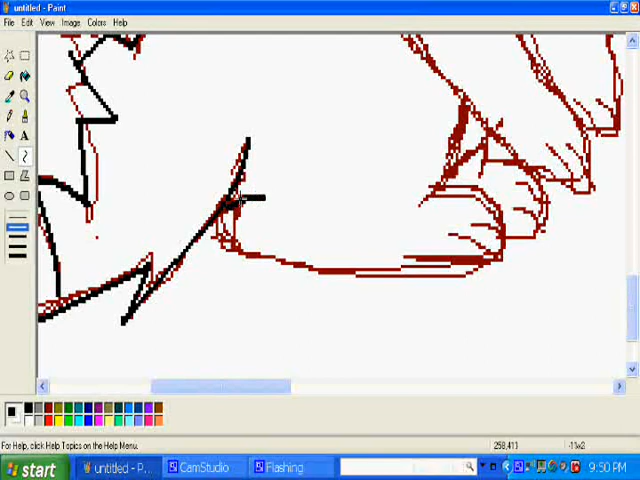 untitled - Paint
File Edit View Image Colors Help
A
For Help, click Help Topics on the Help Menu.
258,411
-11x2
start
untitled - P...
CamStudio
Flashing
9:50 PM